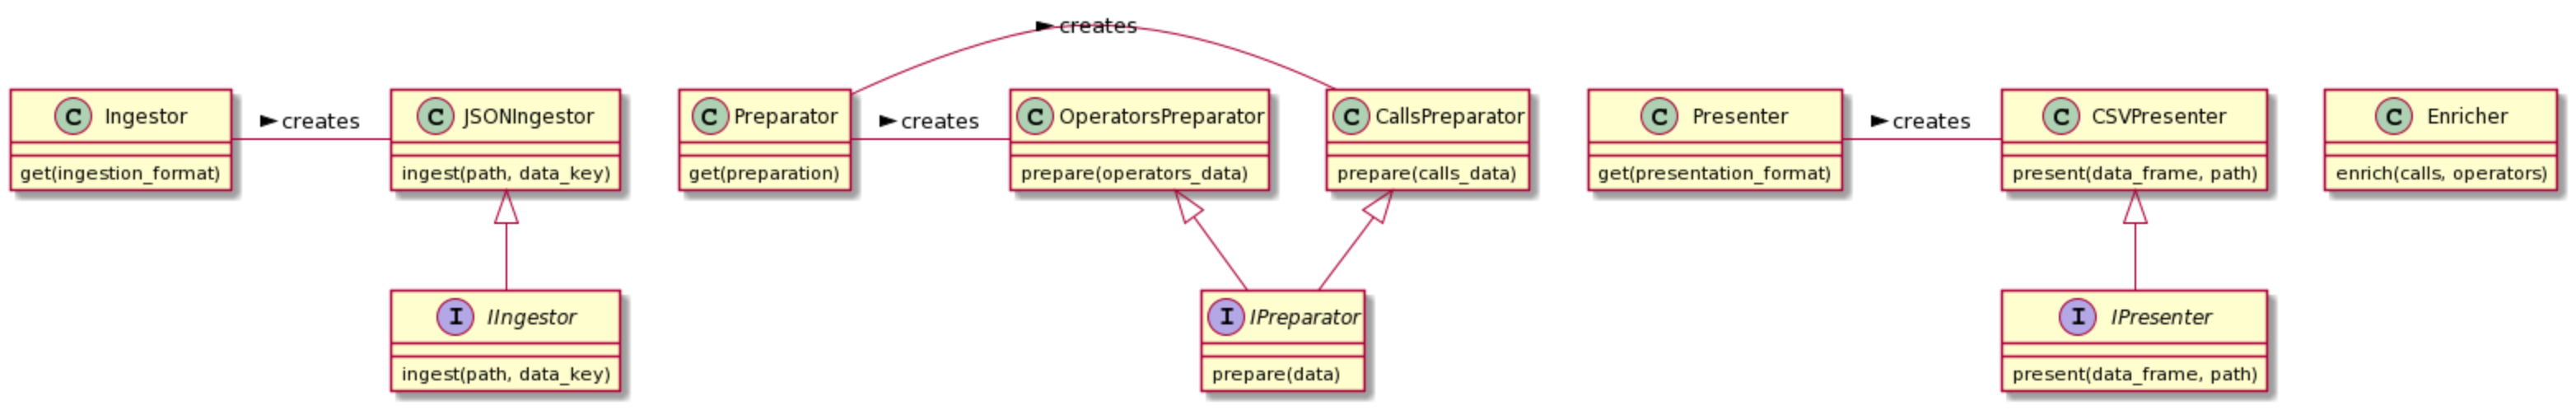 creates
C Ingestor
get(ingestion_format)
creates
C JSONIngestor
ingest(path, data_key)
C Preparator
get(preparation)
creates
C OperatorsPreparator
prepare(operators_data)
C CallsPreparator
prepare(calls_data)
C Presenter
get(presentation_format)
creates
C CSVPresenter
present(data_frame, path)
C Enricher
enrich(calls, operators)
I IIngestor
ingest(path, data_key)
I IPreparator
prepare(data)
I IPresenter
present(data_frame, path)